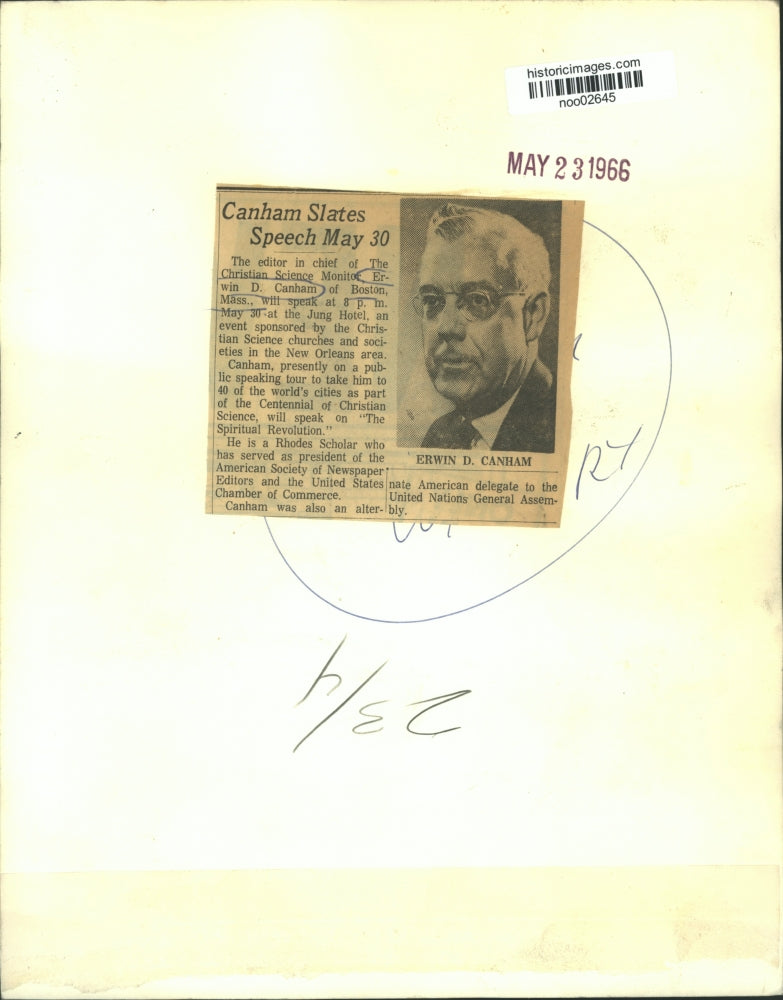 historicimages.com
noo02645
MAY 23 1966
Canham Slates
Speech May 30
The editor in chief of The
Christian Science Monitor Er-
win D. Canham of Boston,
Mass., will speak at 8 p. m.
May 30 at the Jung Hotel, an
event sponsored by the Chris-
tian Science churches and soci-
eties in the New Orleans area.
Canham, presently on a pub-
lic speaking tour to take him to
40 of the world's cities as part
of the Centennial of Christian
Science, will speak on "The
Spiritual Revolution."
He is a Rhodes Scholar who
has served as president of the
American Society of Newspaper
Editors and the United States
Chamber of Commerce.
Canham was also an alter-
ERWIN D. CANHAM
nate American delegate to the
United Nations General Assem-
bly.
RY
23/4